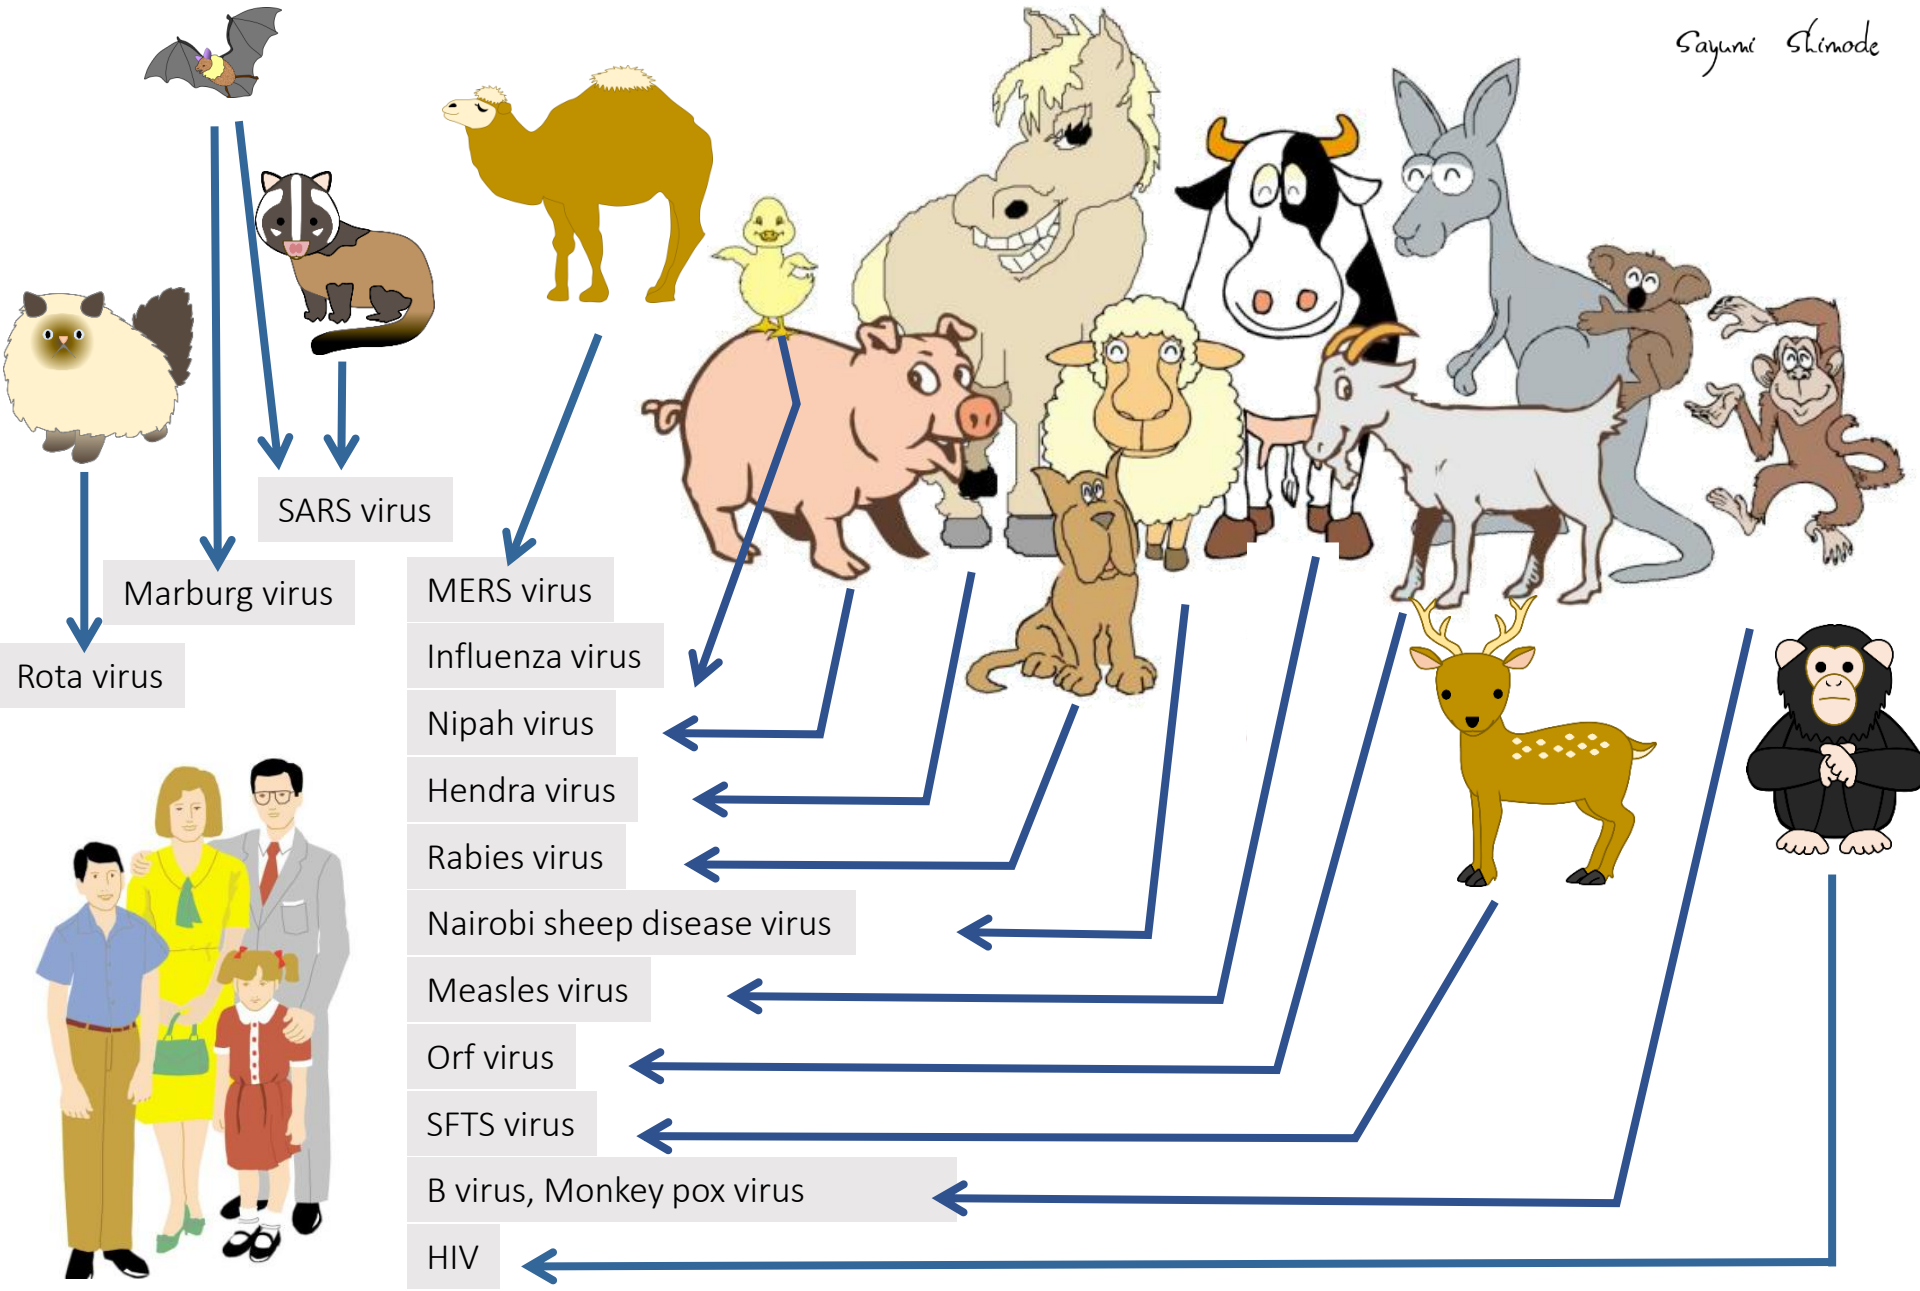 Sayumi Shimode
SARS virus
Marburg virus
Rota virus
MERS virus
Influenza virus
Nipah virus
Hendra virus
Rabies virus
Nairobi sheep disease virus
Measles virus
Orf virus
SFTS virus
B virus, Monkey pox virus
HIV